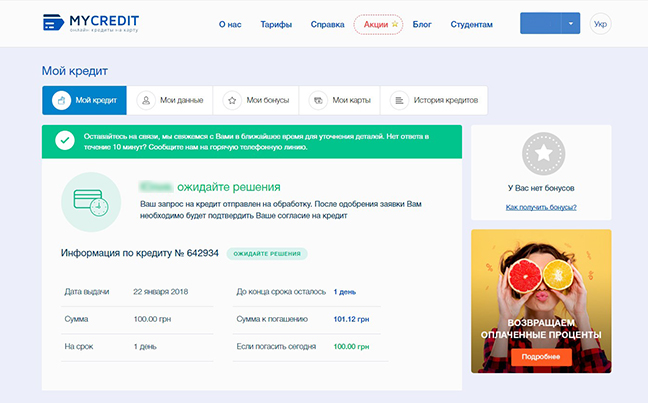 MYCREDIT
онлайн кредиты на карту
О нас
Тарифы
Справка
Акции
Блог
Студентам
Укр
Мой кредит
Мой кредит
Мои данные
Мои бонусы
Мои карты
История кредитов
Оставайтесь на связи, мы свяжемся с Вами в ближайшее время для уточнения деталей. Нет ответа в
течение 10 минут? Сообщите нам на горячую телефонную линию.
ожидайте решения
Ваш запрос на кредит отправлен на обработку. После одобрения заявки Вам
необходимо будет подтвердить Ваше согласие на кредит
Информация по кредиту № 642934
ОЖИДАЙТЕ РЕШЕНИЯ
Дата выдачи
22 января 2018
До конца срока осталось
1 день
Сумма
100.00 грн
Сумма к погашению
101.12 грн
На срок
1 день
Если погасить сегодня
100.00 грн
У Вас нет бонусов
Как получить бонусы?
ВОЗВРАЩАЕМ
ОПЛАЧЕННЫЕ ПРОЦЕНТЫ
Подробнее